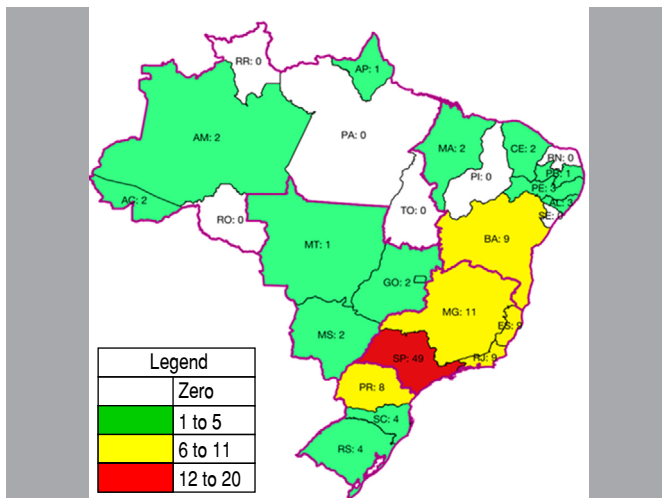 RR: 0
AP: 1
AM: 2
PA: 0
MA: 2
CE: 2
BN: 0
PB: 1
PI: 0
PE: 3
AC: 2
AL: 3
RO: 0
TO: 0
SE: 0
BA: 9
MT: 1
GO: 2
MG: 11
ES: 9
MS: 2
SP: 49
RJ: 9
PR: 8
SC: 4
RS: 4
Legend
Zero
1 to 5
6 to 11
12 to 20